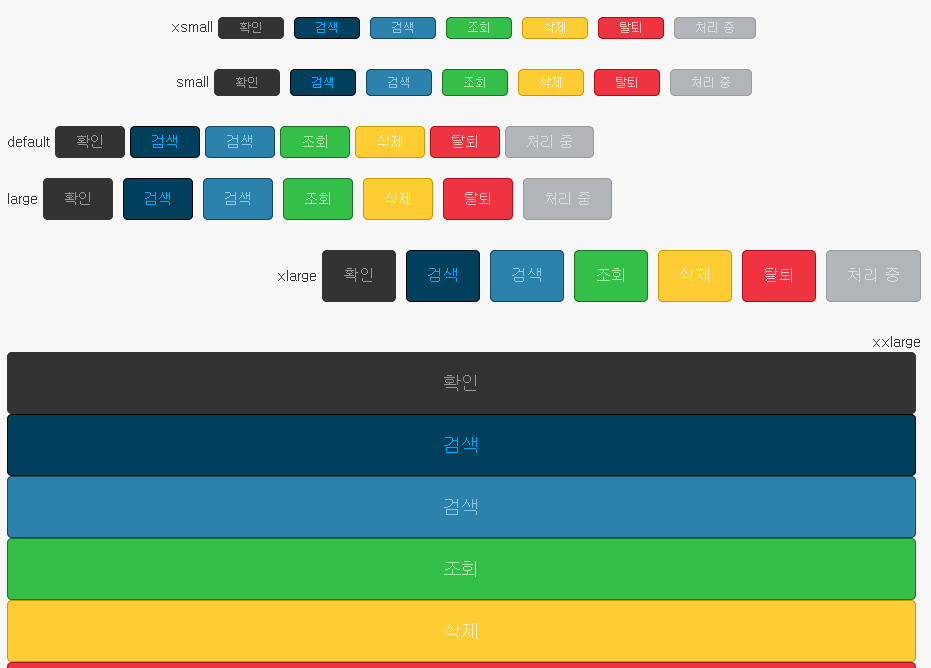 xsmall 확인 검색 검색 조회 삭제 탈퇴 처리 중
small 확인 검색 검색 조회 삭제 탈퇴 처리 중
default 확인 검색 검색 조회 삭제 탈퇴 처리 중
large 확인 검색 검색 조회 삭제 탈퇴 처리 중
xlarge 확인 검색 검색 조회 삭제 탈퇴 처리 중
xxlarge
확인
검색
검색
조회
삭제